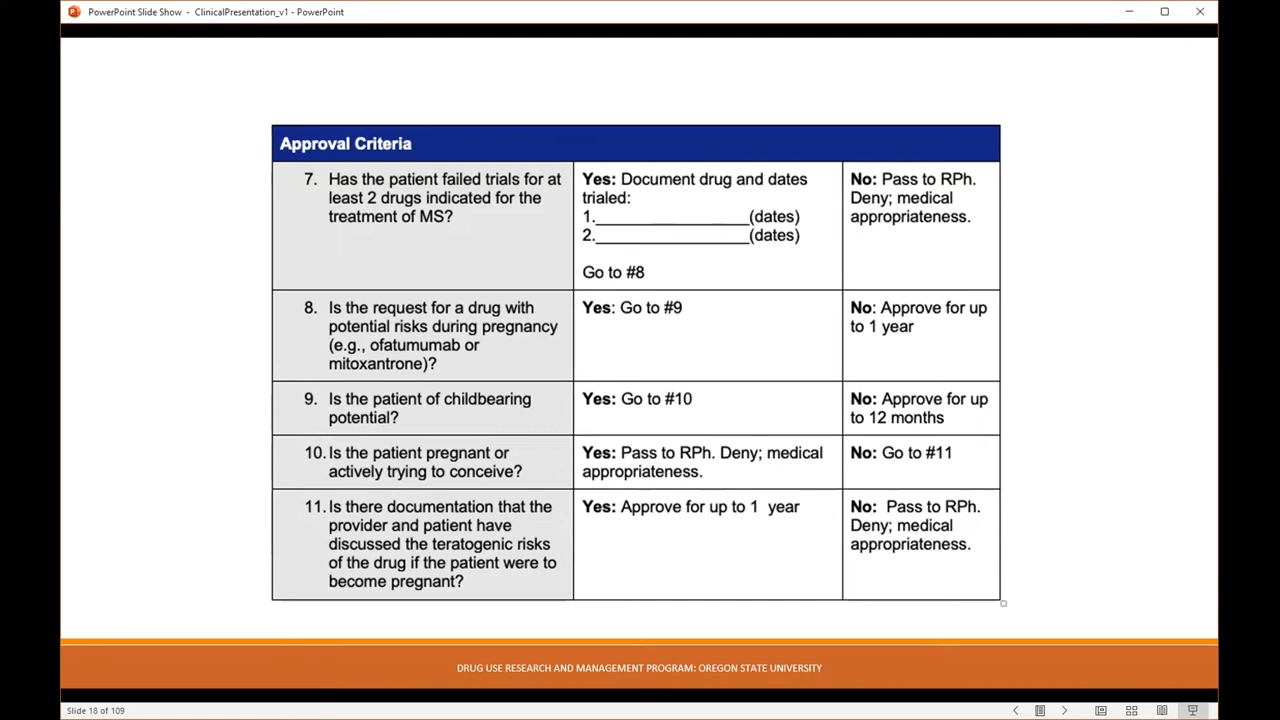 PowerPoint Slide Show - ClinicalPresentation_v1 - PowerPoint
Approval Criteria
7. Has the patient failed trials for at
least 2 drugs indicated for the
treatment of MS?
Yes: Document drug and dates
trialed:
1.___________________(dates)
2.___________________(dates)
Go to #8
No: Pass to RPh.
Deny; medical
appropriateness.
8. Is the request for a drug with
potential risks during pregnancy
(e.g., ofatumumab or
mitoxantrone)?
Yes: Go to #9
No: Approve for up
to 1 year
9. Is the patient of childbearing
potential?
Yes: Go to #10
No: Approve for up
to 12 months
10. Is the patient pregnant or
actively trying to conceive?
Yes: Pass to RPh. Deny; medical
appropriateness.
No: Go to #11
11. Is there documentation that the
provider and patient have
discussed the teratogenic risks
of the drug if the patient were to
become pregnant?
Yes: Approve for up to 1 year
No: Pass to RPh.
Deny; medical
appropriateness.
DRUG USE RESEARCH AND MANAGEMENT PROGRAM: OREGON STATE UNIVERSITY
Slide 18 of 109